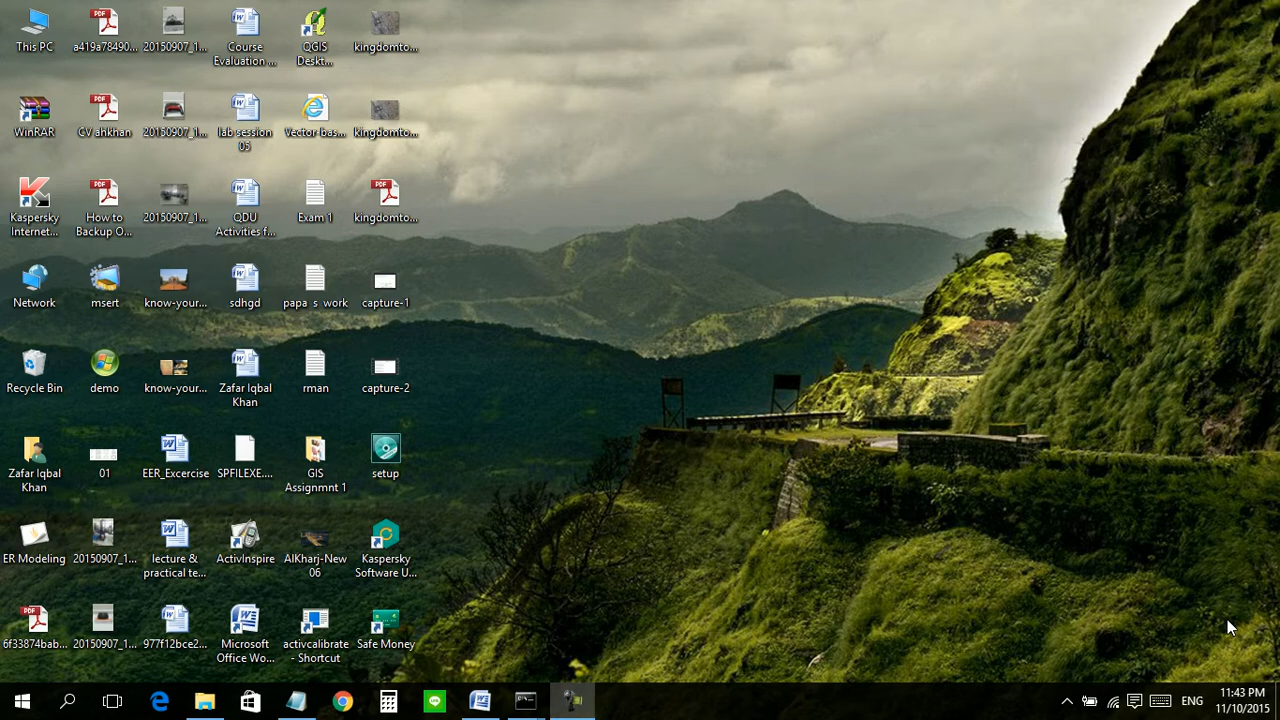 This PC
a419a78490...
20150907_1...
Course
Evaluation ...
QGIS
Deskt...
kingdomto...
WinRAR
CV ahkhan
20150907_1...
lab session
05
Vector-bas...
kingdomto...
Kaspersky
Internet...
How to
Backup O...
20150907_1...
QDU
Activities f...
Exam 1
kingdomto...
Network
msert
know-your...
sdhgd
papa_s_work
capture-1
Recycle Bin
demo
know-your...
Zafar Iqbal
Khan
rman
capture-2
Zafar Iqbal
Khan
01
EER_Excercise
SPFILEXE....
GIS
Assignmnt 1
setup
ER Modeling
20150907_1...
lecture &
practical te...
ActivInspire
AlKharj-New
06
Kaspersky
Software U...
6f33874bab...
20150907_1...
977f12bce2...
Microsoft
Office Wo...
activcalibrate
- Shortcut
Safe Money
ENG
11:43 PM
11/10/2015